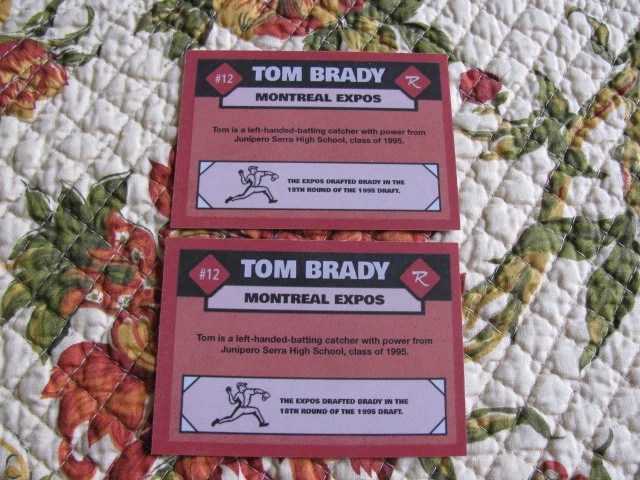 #12 TOM BRADY R
MONTREAL EXPOS
Tom is a left-handed-batting catcher with power from
Junipero Serra High School, class of 1995.
THE EXPOS DRAFTED BRADY IN THE
18TH ROUND OF THE 1995 DRAFT.
#12 TOM BRADY R
MONTREAL EXPOS
Tom is a left-handed-batting catcher with power from
Junipero Serra High School, class of 1995.
THE EXPOS DRAFTED BRADY IN THE
18TH ROUND OF THE 1995 DRAFT.